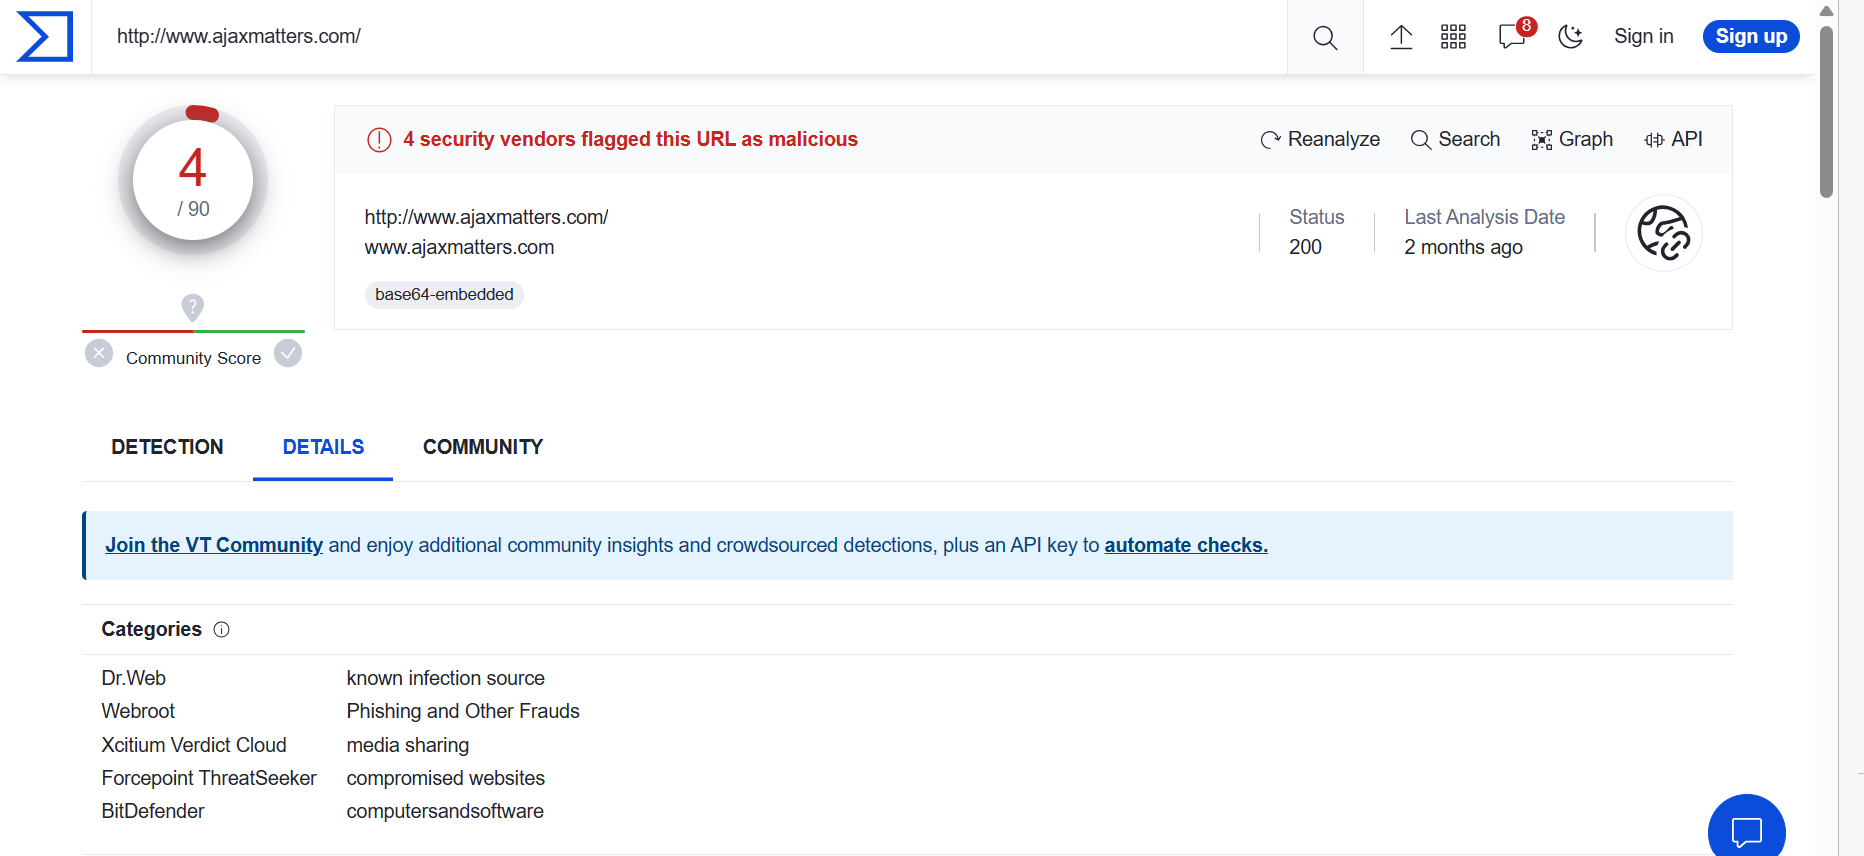 http://www.ajaxmatters.com/
8
Sign in
Sign up
4
/ 90
Community Score
4 security vendors flagged this URL as malicious
Reanalyze
Search
Graph
API
http://www.ajaxmatters.com/
www.ajaxmatters.com
base64-embedded
Status
200
Last Analysis Date
2 months ago
DETECTION
DETAILS
COMMUNITY
Join the VT Community and enjoy additional community insights and crowdsourced detections, plus an API key to automate checks.
Categories
Dr.Web known infection source
Webroot Phishing and Other Frauds
Xcitium Verdict Cloud media sharing
Forcepoint ThreatSeeker compromised websites
BitDefender computersandsoftware